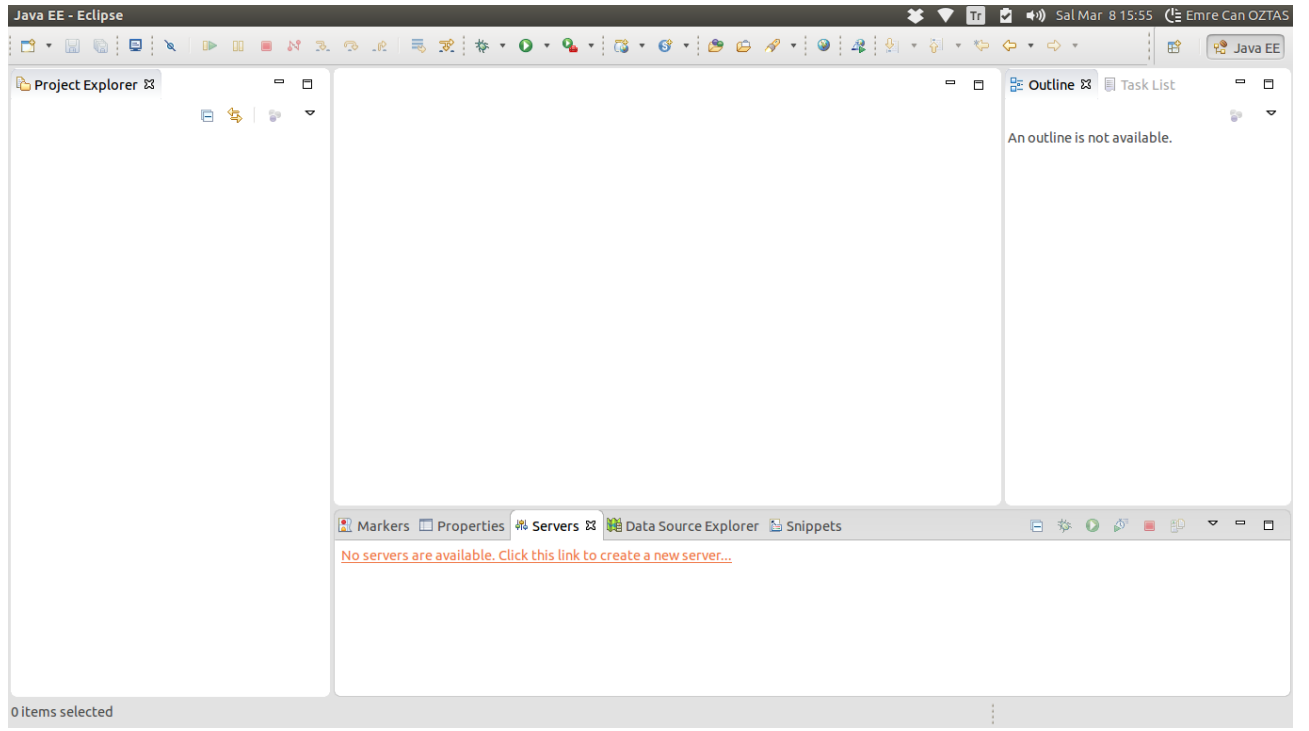 Java EE - Eclipse
Tr
Sal Mar 8 15:55
Emre Can OZTAS
Java EE
Project Explorer
Outline
Task List
An outline is not available.
Markers
Properties
Servers
Data Source Explorer
Snippets
No servers are available. Click this link to create a new server...
0 items selected